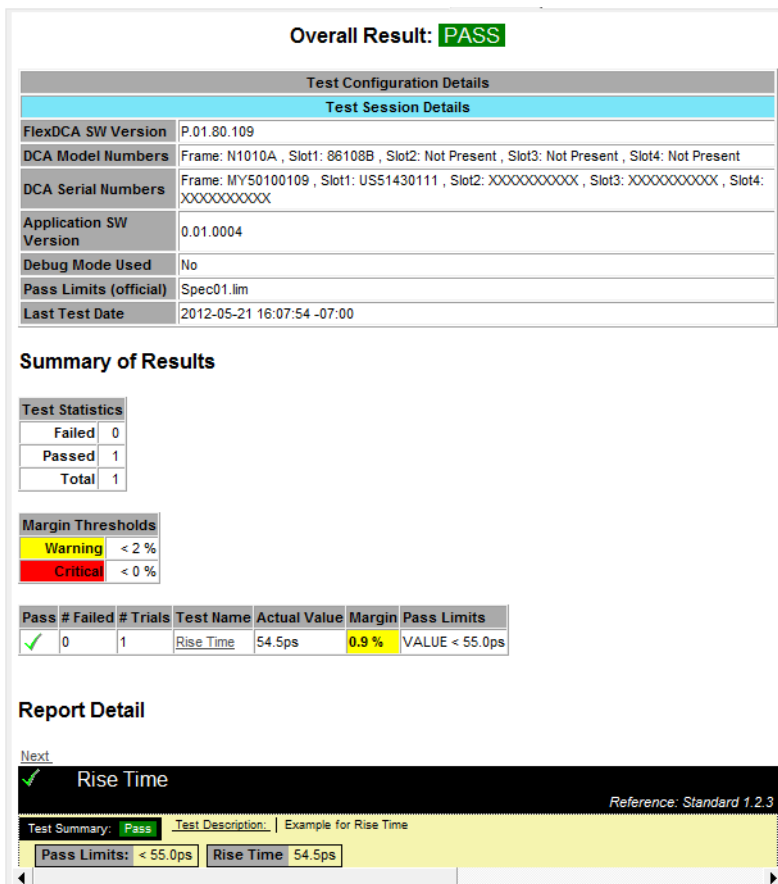 Overall Result: PASS
Test Configuration Details
Test Session Details
FlexDCA SW Version P.01.80.109
DCA Model Numbers Frame: N1010A , Slot1: 86108B , Slot2: Not Present , Slot3: Not Present , Slot4: Not Present
DCA Serial Numbers Frame: MY50100109 , Slot1: US51430111 , Slot2: XXXXXXXXXX , Slot3: XXXXXXXXXX , Slot4:
XXXXXXXXXX
Application SW
Version 0.01.0004
Debug Mode Used No
Pass Limits (official) Spec01.lim
Last Test Date 2012-05-21 16:07:54 -07:00
Summary of Results
Test Statistics
Failed 0
Passed 1
Total 1
Margin Thresholds
Warning < 2 %
Critical < 0 %
Pass # Failed # Trials Test Name Actual Value Margin Pass Limits
0 1 Rise Time 54.5ps 0.9 % VALUE < 55.0ps
Report Detail
Next
Rise Time
Reference: Standard 1.2.3
Test Summary: Pass Test Description: Example for Rise Time
Pass Limits: < 55.0ps Rise Time 54.5ps